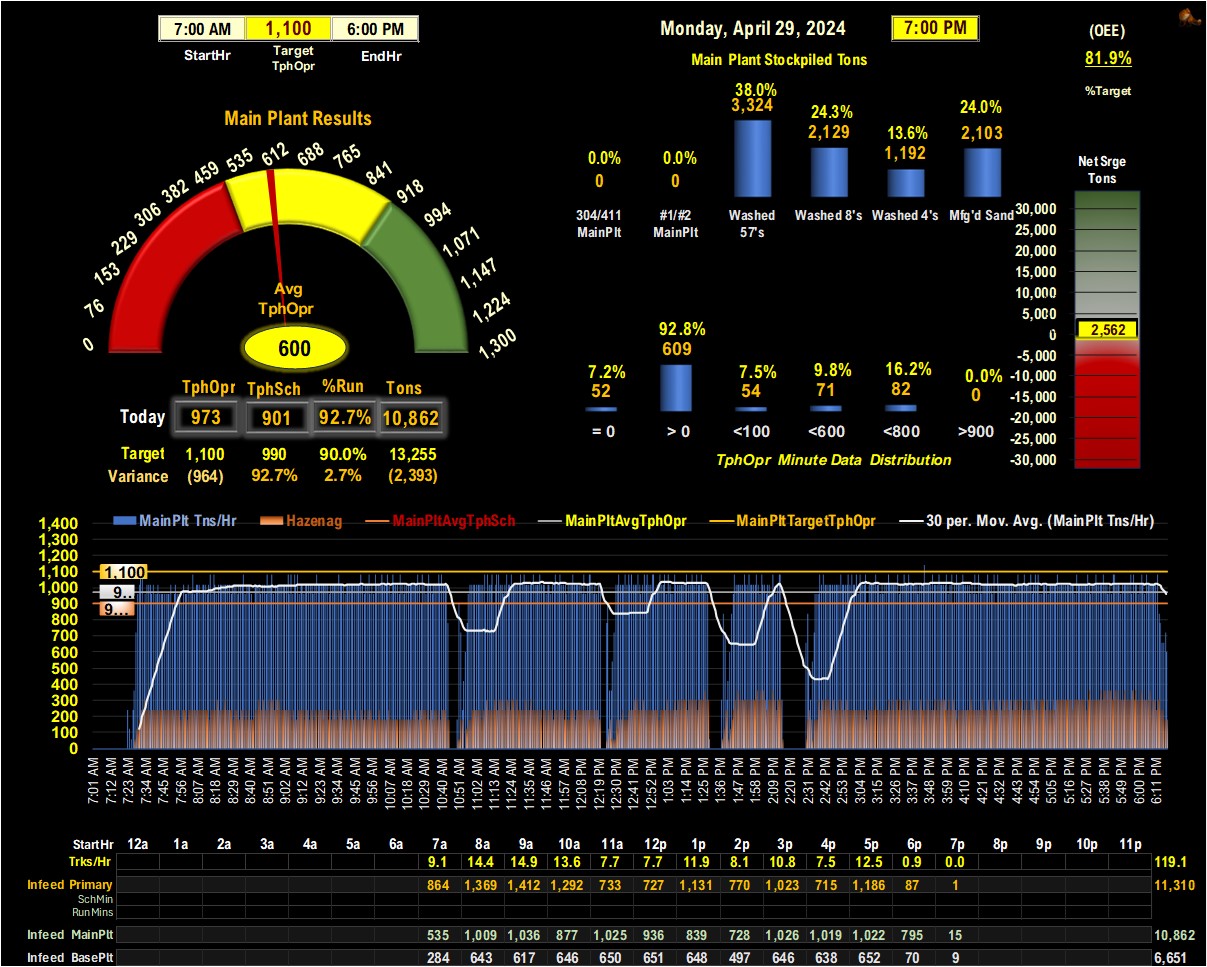 7:00 AM 1,100 6:00 PM
StartHr Target TphOpr EndHr
Monday, April 29, 2024 7:00 PM
(OEE)
81.9%
%Target
Main Plant Stockpiled Tons
38.0% 24.3% 13.6% 24.0%
3,324 2,129 1,192 2,103
0.0% 0.0%
0 0
304/411 MainPlt #1/#2 MainPlt Washed 57's Washed 8's Washed 4's Mfg'd Sand
Main Plant Results
0 76 153 229 306 382 459 535 612 688 765 841 918 994 1,071 1,147 1,224 1,300
Avg
TphOpr
600
Net Srge
Tons
30,000
25,000
20,000
15,000
10,000
5,000
0 2,562
-5,000
-10,000
-15,000
-20,000
-25,000
-30,000
7.2% 92.8% 7.5% 9.8% 16.2% 0.0%
52 609 54 71 82 0
= 0 > 0 <100 <600 <800 >900
TphOpr Minute Data Distribution
TphOpr TphSch %Run Tons
Today 973 901 92.7% 10,862
Target 1,100 990 90.0% 13,255
Variance (964) 92.7% 2.7% (2,393)
MainPlt Tns/Hr Hazenag MainPltAvgTphSch MainPltAvgTphOpr MainPltTargetTphOpr 30 per. Mov. Avg. (MainPlt Tns/Hr)
1,400
1,300
1,200
1,100 1,100
1,000 9..
900 9...
800
700
600
500
400
300
200
100
0
7:01 AM 7:12 AM 7:23 AM 7:34 AM 7:45 AM 7:56 AM 8:07 AM 8:18 AM 8:29 AM 8:40 AM 8:51 AM 9:02 AM 9:12 AM 9:23 AM 9:34 AM 9:45 AM 9:56 AM 10:07 AM 10:18 AM 10:29 AM 10:40 AM 10:51 AM 11:02 AM 11:13 AM 11:24 AM 11:35 AM 11:46 AM 11:57 AM 12:08 PM 12:19 PM 12:30 PM 12:41 PM 12:52 PM 1:03 PM 1:14 PM 1:25 PM 1:36 PM 1:47 PM 1:58 PM 2:09 PM 2:20 PM 2:31 PM 2:42 PM 2:53 PM 3:04 PM 3:15 PM 3:26 PM 3:37 PM 3:48 PM 3:59 PM 4:10 PM 4:21 PM 4:32 PM 4:43 PM 4:54 PM 5:05 PM 5:16 PM 5:27 PM 5:38 PM 5:49 PM 6:00 PM 6:11 PM
StartHr 12a 1a 2a 3a 4a 5a 6a 7a 8a 9a 10a 11a 12p 1p 2p 3p 4p 5p 6p 7p 8p 9p 10p 11p
Trks/Hr 9.1 14.4 14.9 13.6 7.7 7.7 11.9 8.1 10.8 7.5 12.5 0.9 0.0 119.1
Infeed Primary 864 1,369 1,412 1,292 733 727 1,131 770 1,023 715 1,186 87 1 11,310
SchMin
RunMins
Infeed MainPlt 535 1,009 1,036 877 1,025 936 839 728 1,026 1,019 1,022 795 15 10,862
Infeed BasePlt 284 643 617 646 650 651 648 497 646 638 652 70 9 6,651